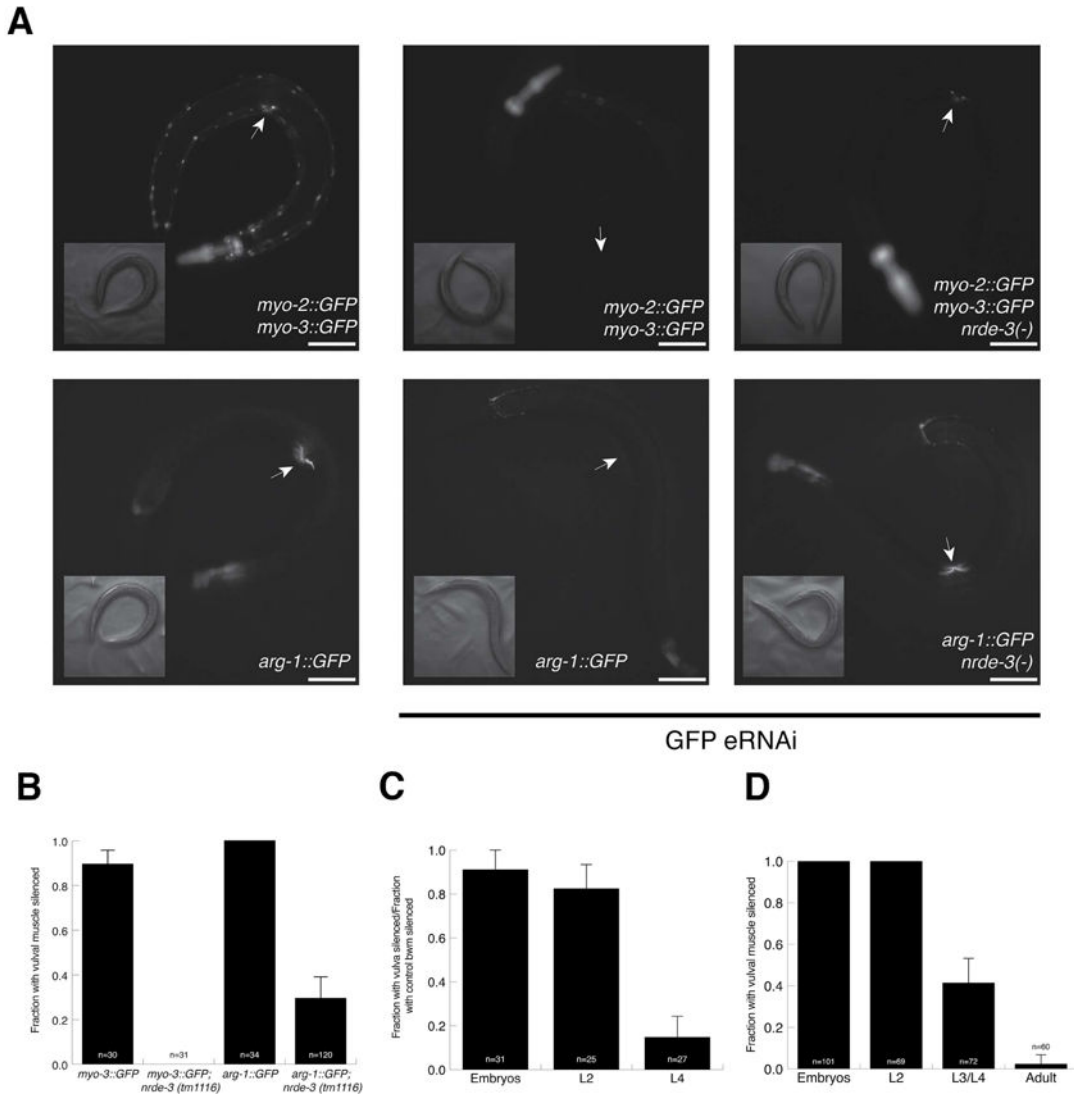 A
myo-2::GFP
myo-3::GFP
myo-2::GFP
myo-3::GFP
myo-2::GFP
myo-3::GFP
nrde-3(-)
arg-1::GFP
arg-1::GFP
arg-1::GFP
nrde-3(-)
GFP eRNAi
B
Fraction with vulval muscle silenced
1.0
0.8
0.6
0.4
0.2
0.0
n=30
n=31
n=34
n=120
myo-3::GFP
myo-3::GFP;
nrde-3 (tm1116)
arg-1::GFP
arg-1::GFP;
nrde-3 (tm1116)
C
Fraction with vulva silenced/Fraction
with control bwm silenced
1.0
0.8
0.6
0.4
0.2
0.0
n=31
n=25
n=27
Embryos
L2
L4
D
Fraction with vulval muscle silenced
1.0
0.8
0.6
0.4
0.2
0.0
n=101
n=69
n=72
n=60
Embryos
L2
L3/L4
Adult